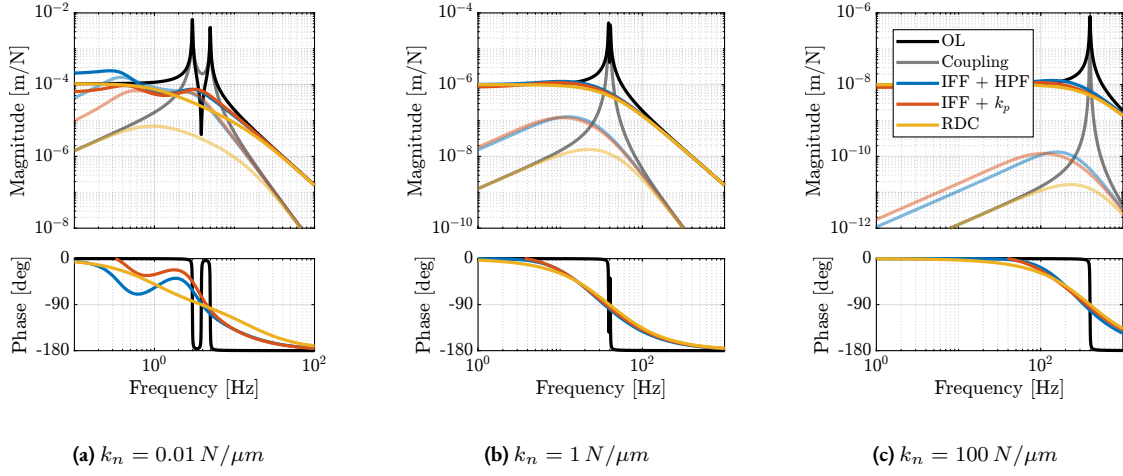 10^-2
10^-4
10^-6
10^-8
Magnitude [m/N]
0
-90
-180
Phase [deg]
10^0
10^2
Frequency [Hz]
(a) k_n = 0.01 N/μm
10^-4
10^-6
10^-8
10^-10
Magnitude [m/N]
0
-90
-180
Phase [deg]
10^0
10^2
Frequency [Hz]
(b) k_n = 1 N/μm
10^-6
10^-8
10^-10
10^-12
Magnitude [m/N]
OL
Coupling
IFF + HPF
IFF + k_p
RDC
0
-90
-180
Phase [deg]
10^0
10^2
Frequency [Hz]
(c) k_n = 100 N/μm